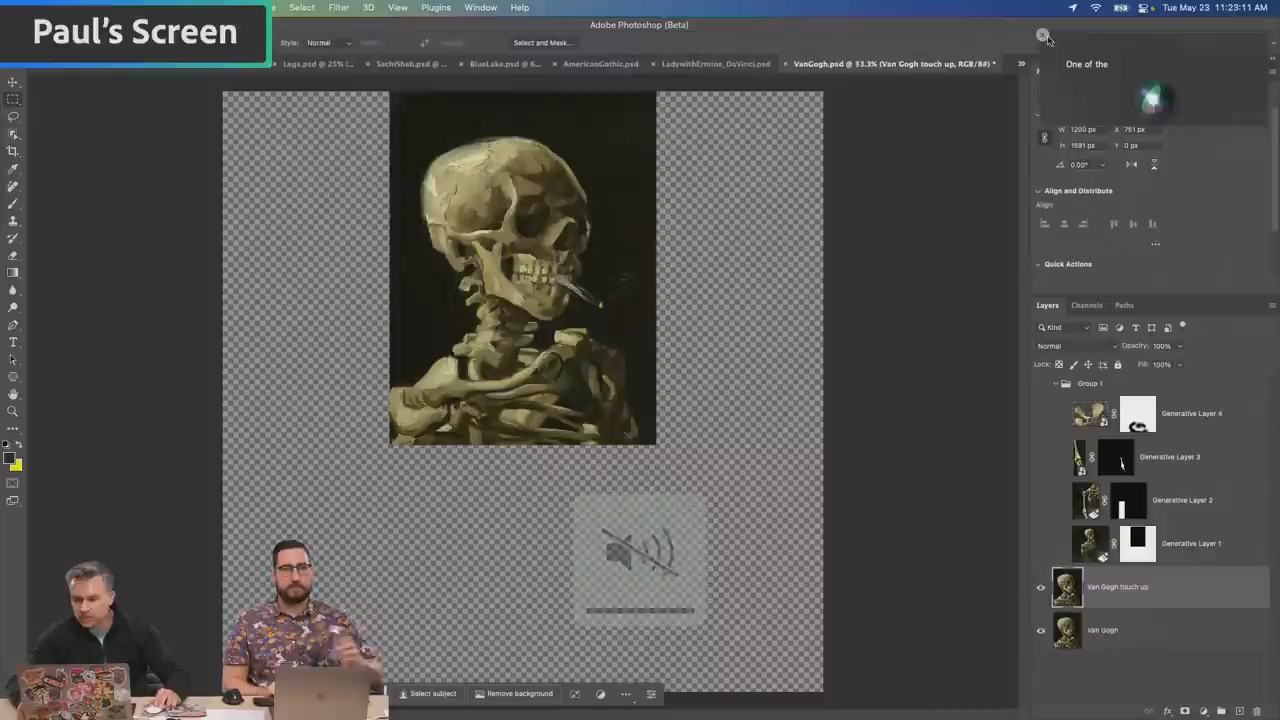 Paul's Screen
Select Filter 3D View Plugins Window Help
Tue May 23 11:23:11 AM
Adobe Photoshop (Beta)
Style: Normal
Select and Mask...
Legs.psd @ 25% (...
SachiShah.psd @ ...
BlueLake.psd @ 6...
AmericanGothic.psd
LadywithErmine_DaVinci.psd
VanGogh.psd @ 33.3% (Van Gogh touch up, RGB/8#) *
One of the
W 1200 px X 751 px
H 1591 px Y 0 px
0.00°
Align and Distribute
Align:
Quick Actions
Layers Channels Paths
Kind
Normal Opacity: 100%
Lock: Fill: 100%
Group 1
Generative Layer 4
Generative Layer 3
Generative Layer 2
Generative Layer 1
Van Gogh touch up
Van Gogh
Select subject Remove background